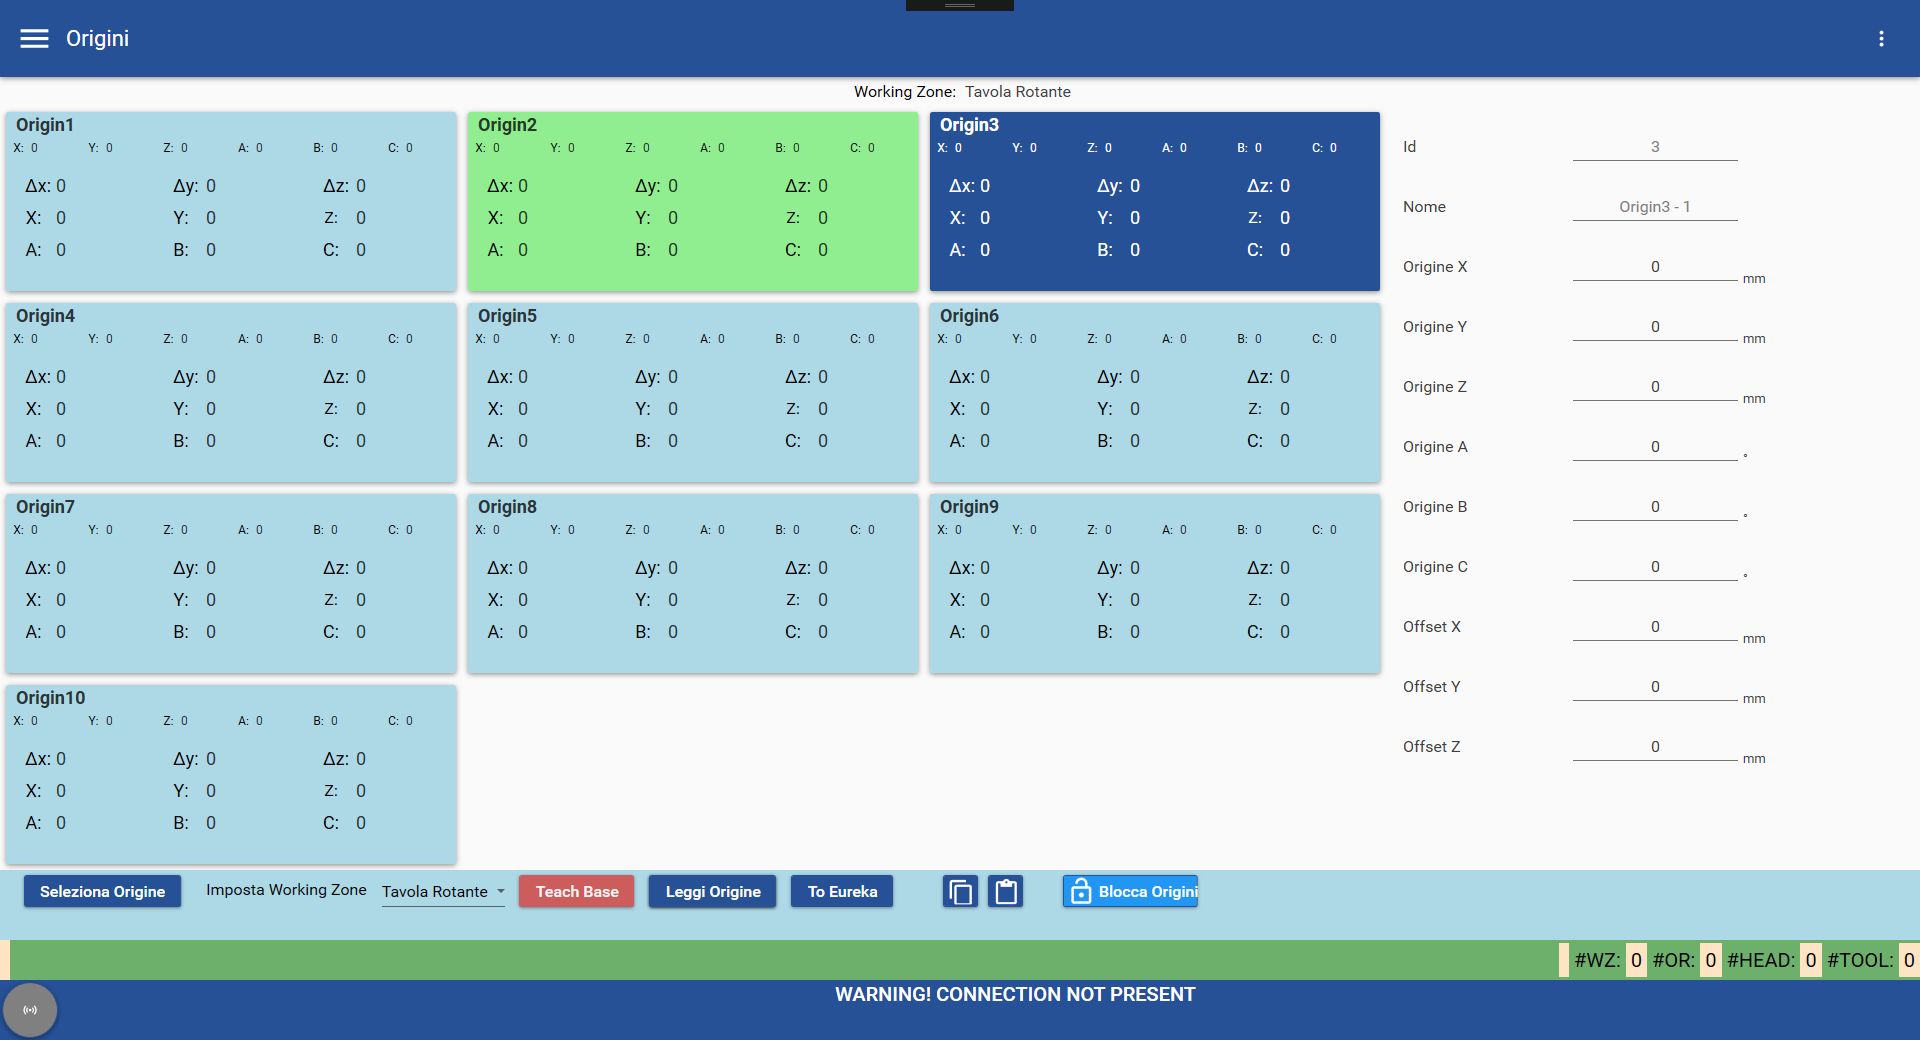 Origini
Working Zone: Tavola Rotante
Origin1
X: 0 Y: 0 Z: 0 A: 0 B: 0 C: 0
Δx: 0 Δy: 0 Δz: 0
X: 0 Y: 0 Z: 0
A: 0 B: 0 C: 0
Origin2
X: 0 Y: 0 Z: 0 A: 0 B: 0 C: 0
Δx: 0 Δy: 0 Δz: 0
X: 0 Y: 0 Z: 0
A: 0 B: 0 C: 0
Origin3
X: 0 Y: 0 Z: 0 A: 0 B: 0 C: 0
Δx: 0 Δy: 0 Δz: 0
X: 0 Y: 0 Z: 0
A: 0 B: 0 C: 0
Origin4
X: 0 Y: 0 Z: 0 A: 0 B: 0 C: 0
Δx: 0 Δy: 0 Δz: 0
X: 0 Y: 0 Z: 0
A: 0 B: 0 C: 0
Origin5
X: 0 Y: 0 Z: 0 A: 0 B: 0 C: 0
Δx: 0 Δy: 0 Δz: 0
X: 0 Y: 0 Z: 0
A: 0 B: 0 C: 0
Origin6
X: 0 Y: 0 Z: 0 A: 0 B: 0 C: 0
Δx: 0 Δy: 0 Δz: 0
X: 0 Y: 0 Z: 0
A: 0 B: 0 C: 0
Origin7
X: 0 Y: 0 Z: 0 A: 0 B: 0 C: 0
Δx: 0 Δy: 0 Δz: 0
X: 0 Y: 0 Z: 0
A: 0 B: 0 C: 0
Origin8
X: 0 Y: 0 Z: 0 A: 0 B: 0 C: 0
Δx: 0 Δy: 0 Δz: 0
X: 0 Y: 0 Z: 0
A: 0 B: 0 C: 0
Origin9
X: 0 Y: 0 Z: 0 A: 0 B: 0 C: 0
Δx: 0 Δy: 0 Δz: 0
X: 0 Y: 0 Z: 0
A: 0 B: 0 C: 0
Origin10
X: 0 Y: 0 Z: 0 A: 0 B: 0 C: 0
Δx: 0 Δy: 0 Δz: 0
X: 0 Y: 0 Z: 0
A: 0 B: 0 C: 0
Id 3
Nome Origin3 - 1
Origine X 0 mm
Origine Y 0 mm
Origine Z 0 mm
Origine A 0 °
Origine B 0 °
Origine C 0 °
Offset X 0 mm
Offset Y 0 mm
Offset Z 0 mm
Seleziona Origine Imposta Working Zone Tavola Rotante Teach Base Leggi Origine To Eureka Blocca Origini
#WZ: 0 #OR: 0 #HEAD: 0 #TOOL: 0
WARNING! CONNECTION NOT PRESENT